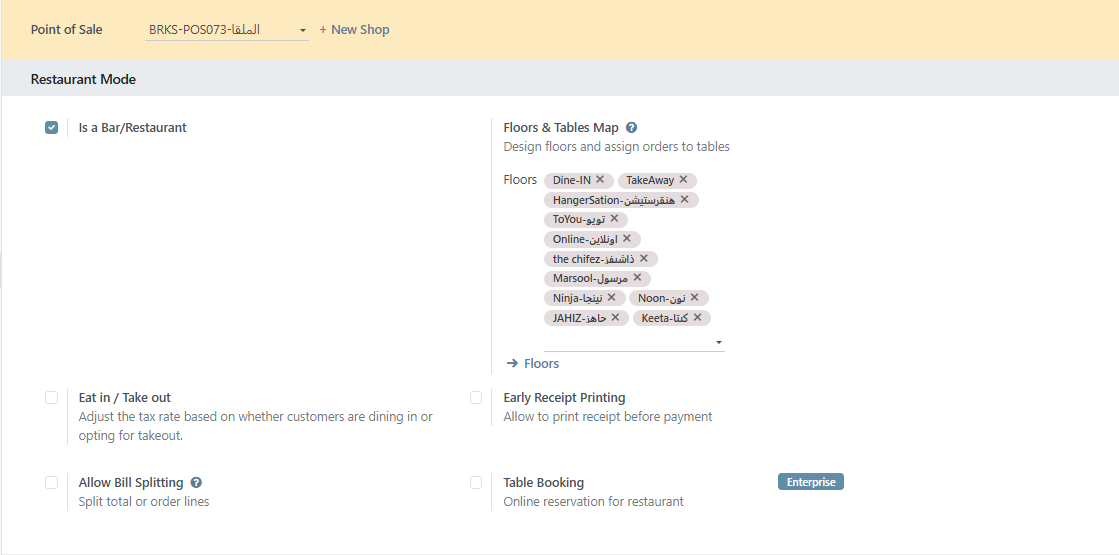 Point of Sale
BRKS-POS073-الملقا
+ New Shop
Restaurant Mode
Is a Bar/Restaurant
Floors & Tables Map ?
Design floors and assign orders to tables
Floors
Dine-IN × TakeAway ×
HangerSation-هنقرستيشن ×
ToYou-تويو ×
Online-اونلاين ×
the chifez-ذاشفز ×
Marsool-مرسول ×
Ninja-نينجا × Noon-نون ×
JAHIZ-جاهز × Keeta-كيتا ×
→ Floors
Eat in / Take out
Adjust the tax rate based on whether customers are dining in or
opting for takeout.
Early Receipt Printing
Allow to print receipt before payment
Allow Bill Splitting ?
Split total or order lines
Table Booking
Enterprise
Online reservation for restaurant